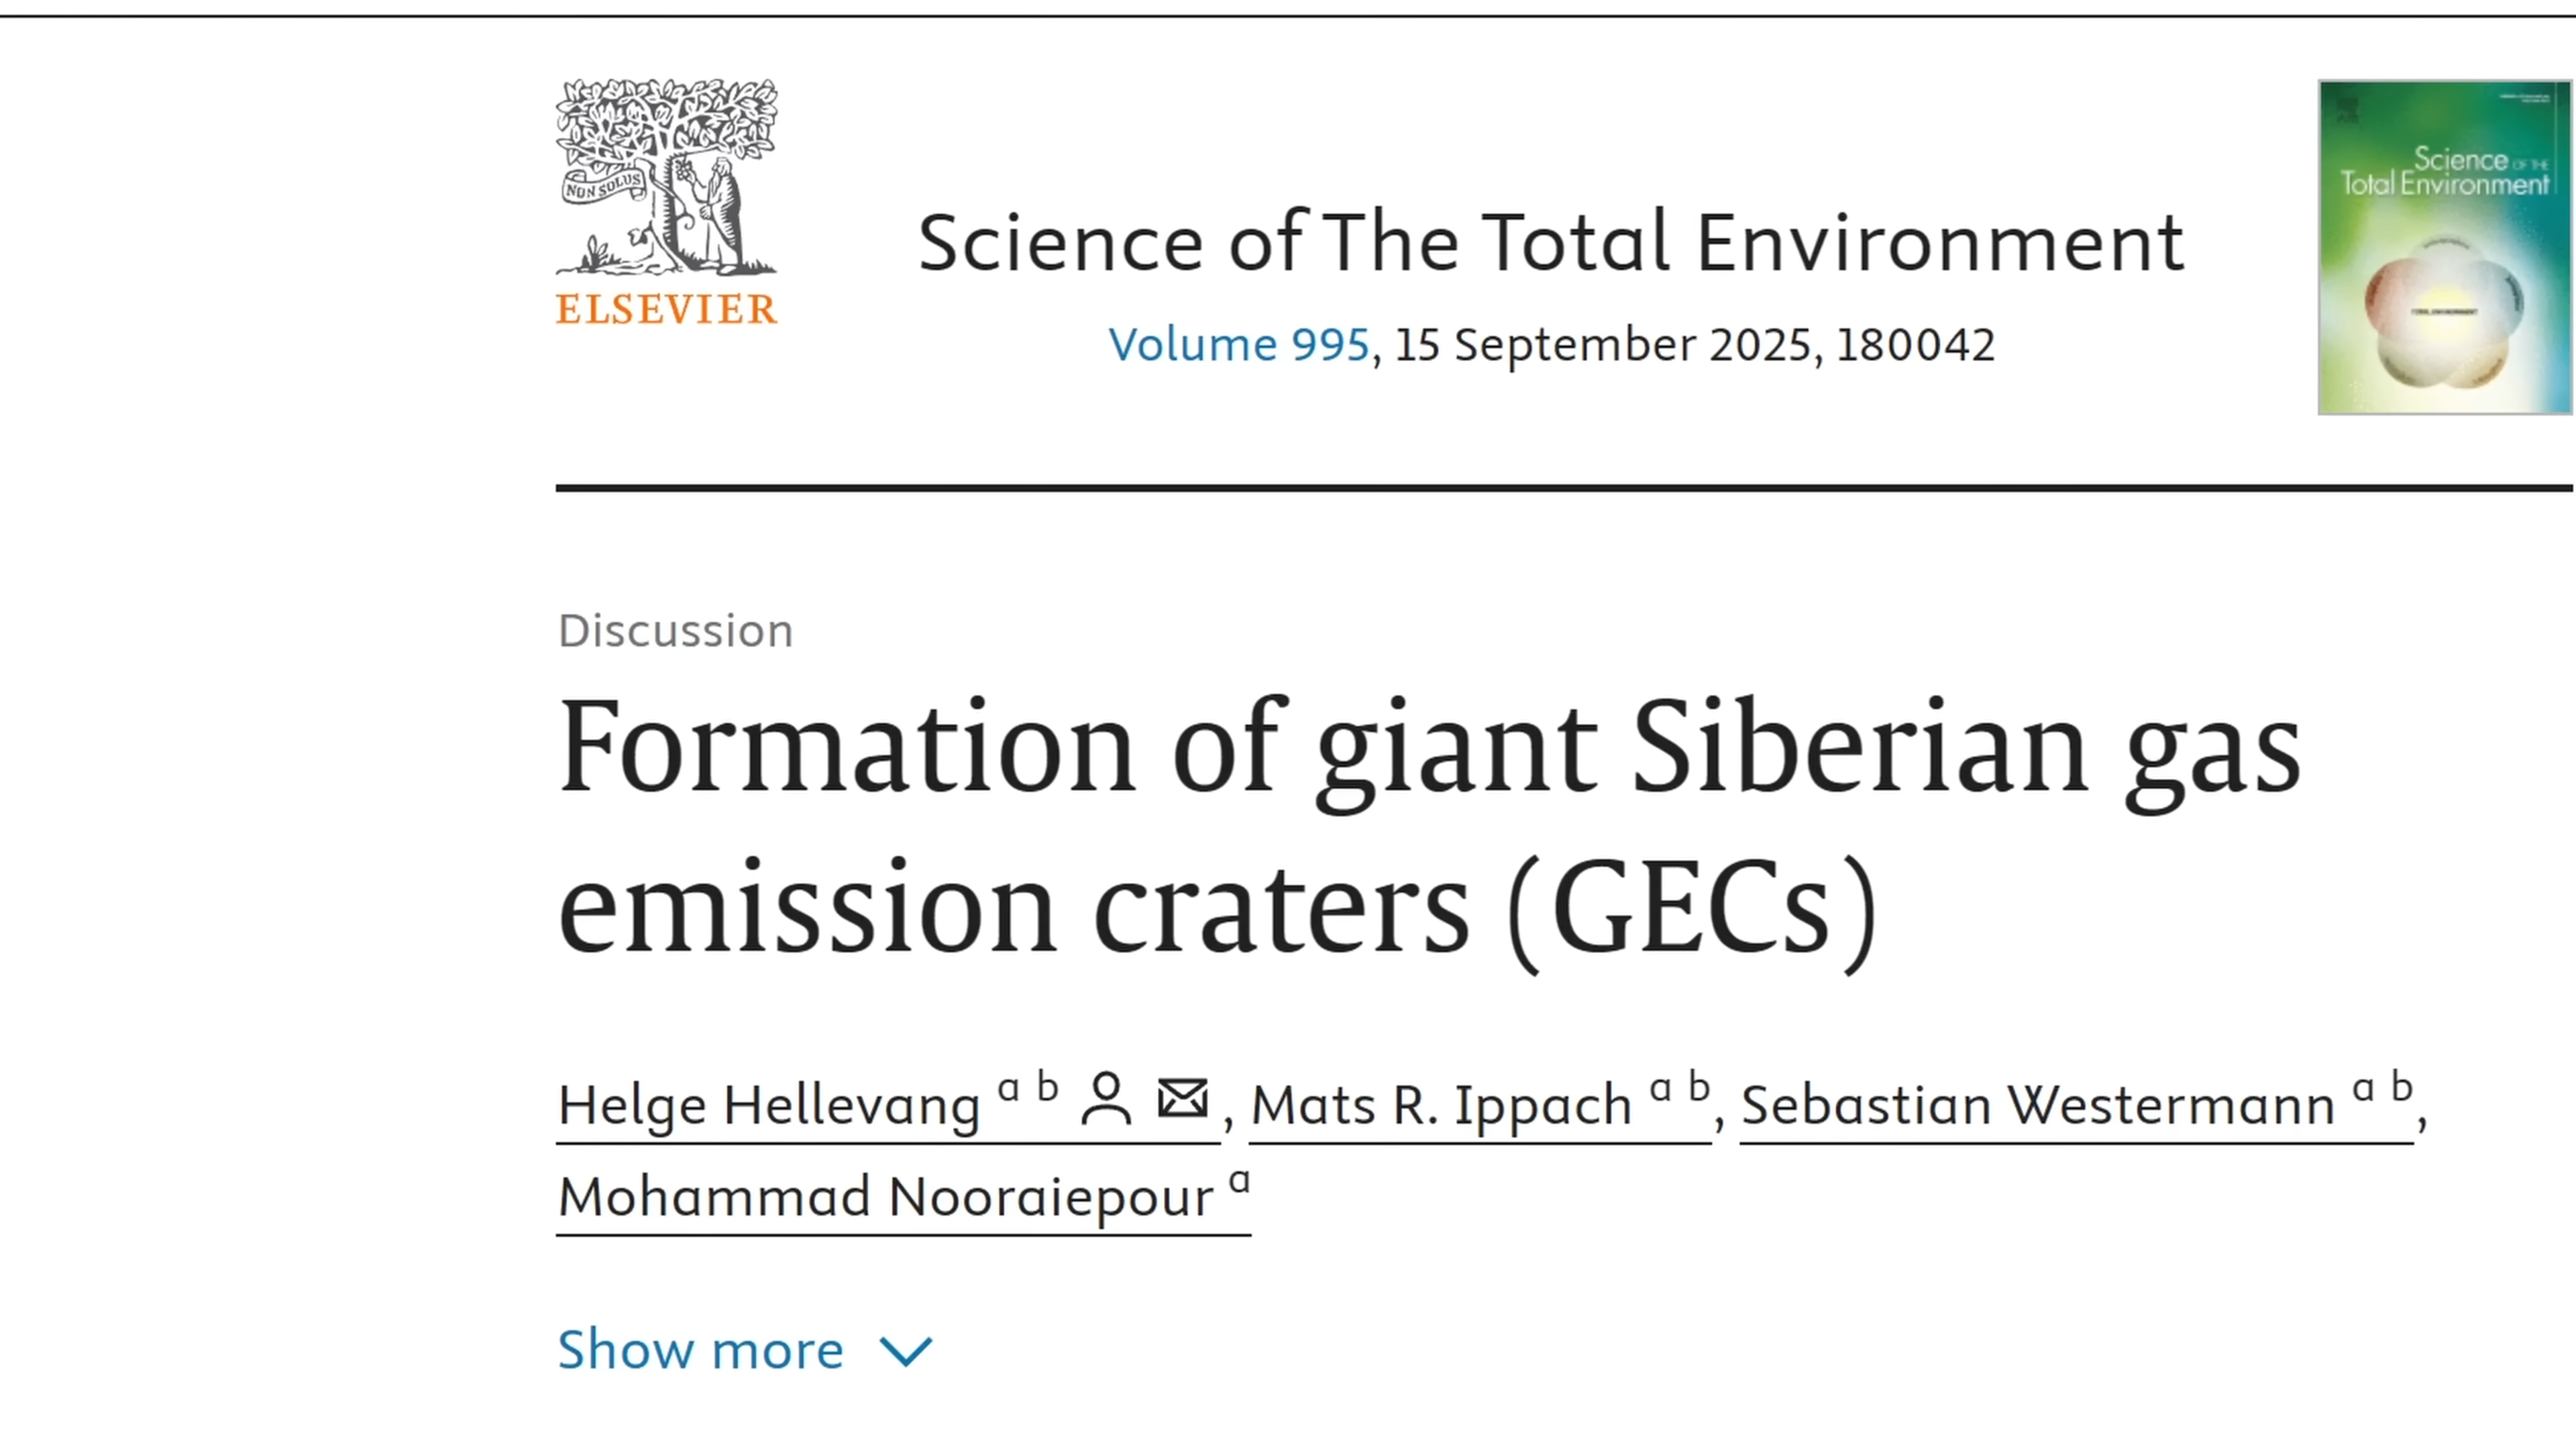 NON SOLUS
ELSEVIER
Science of The Total Environment
Volume 995, 15 September 2025, 180042
Science OF THE
Total Environment
Discussion
Formation of giant Siberian gas
emission craters (GECs)
Helge Hellevang a b, Mats R. Ippach a b, Sebastian Westermann a b,
Mohammad Nooraiepour a
Show more